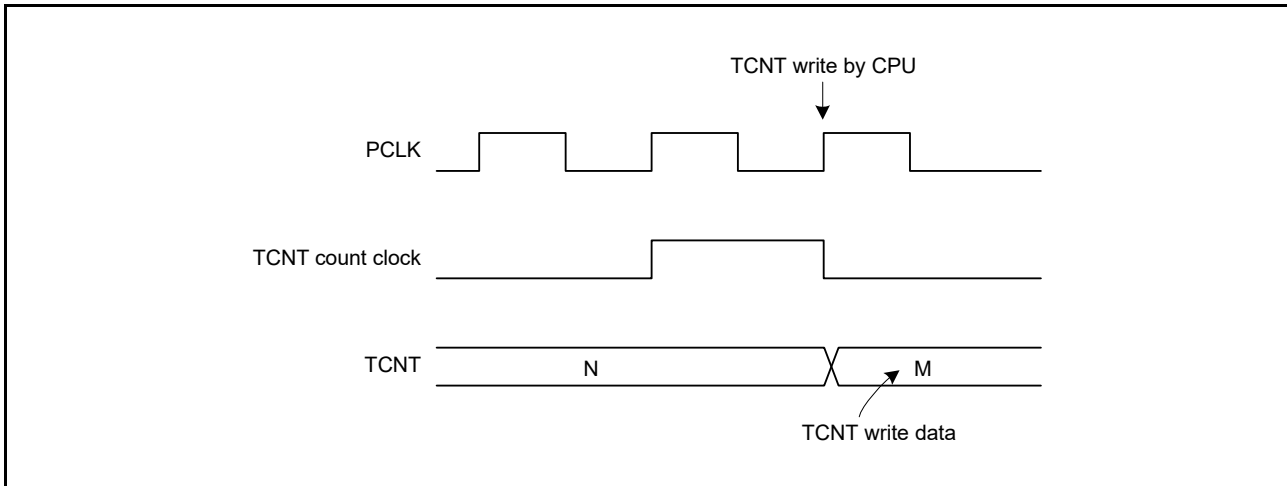 TCNT write by CPU
PCLK
TCNT count clock
TCNT
N
M
TCNT write data